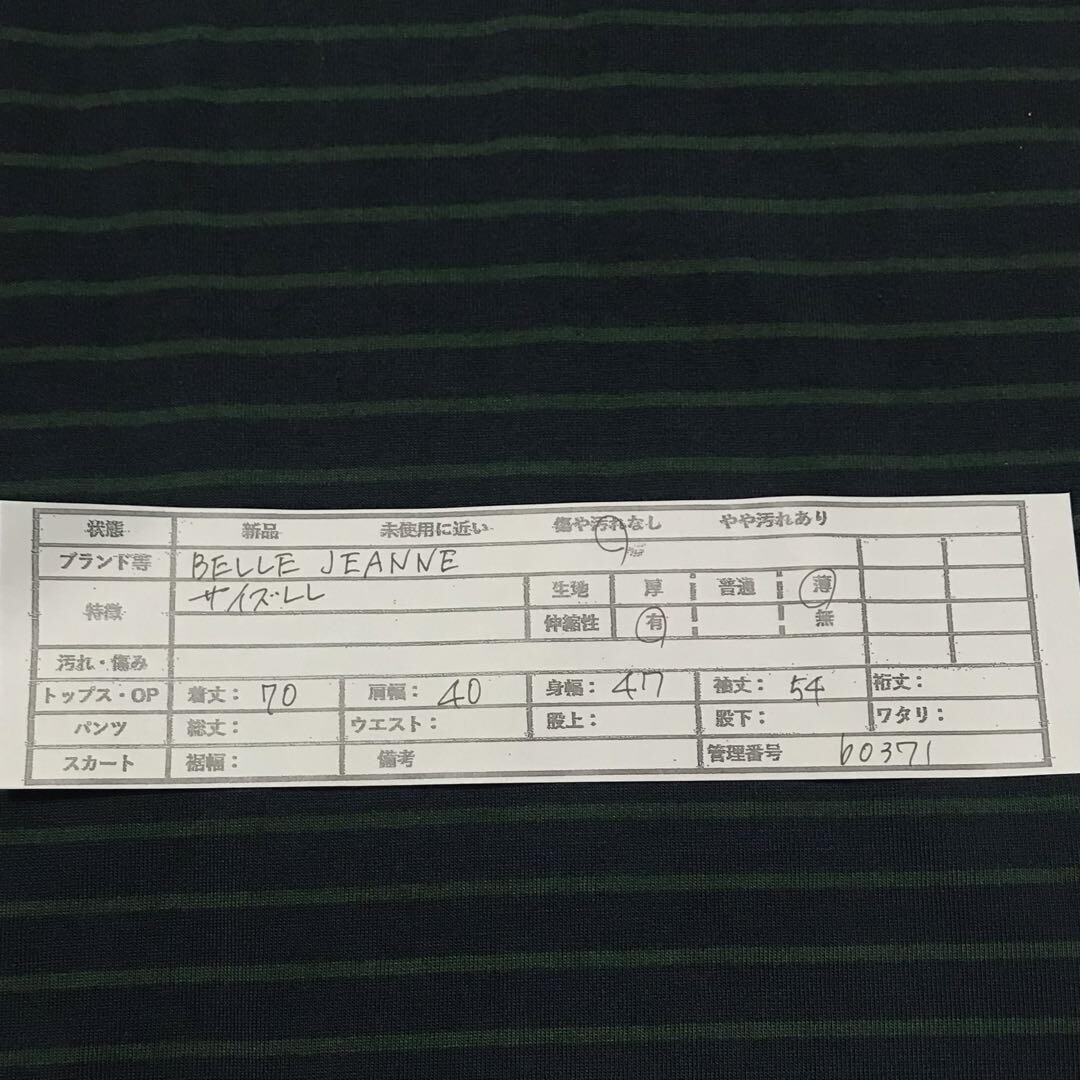 状態 新品 未使用に近い 傷や汚れなし やや汚れあり
ブランド等 BELLE JEANNE
特徴 サイズLL 生地 厚 普通 薄
伸縮性 有 無
汚れ・傷み
トップス・OP 着丈: 70 肩幅: 40 身幅: 47 袖丈: 54 裄丈:
パンツ 総丈: ウエスト: 股上: 股下: ワタリ:
スカート 裾幅: 備考 管理番号 60371